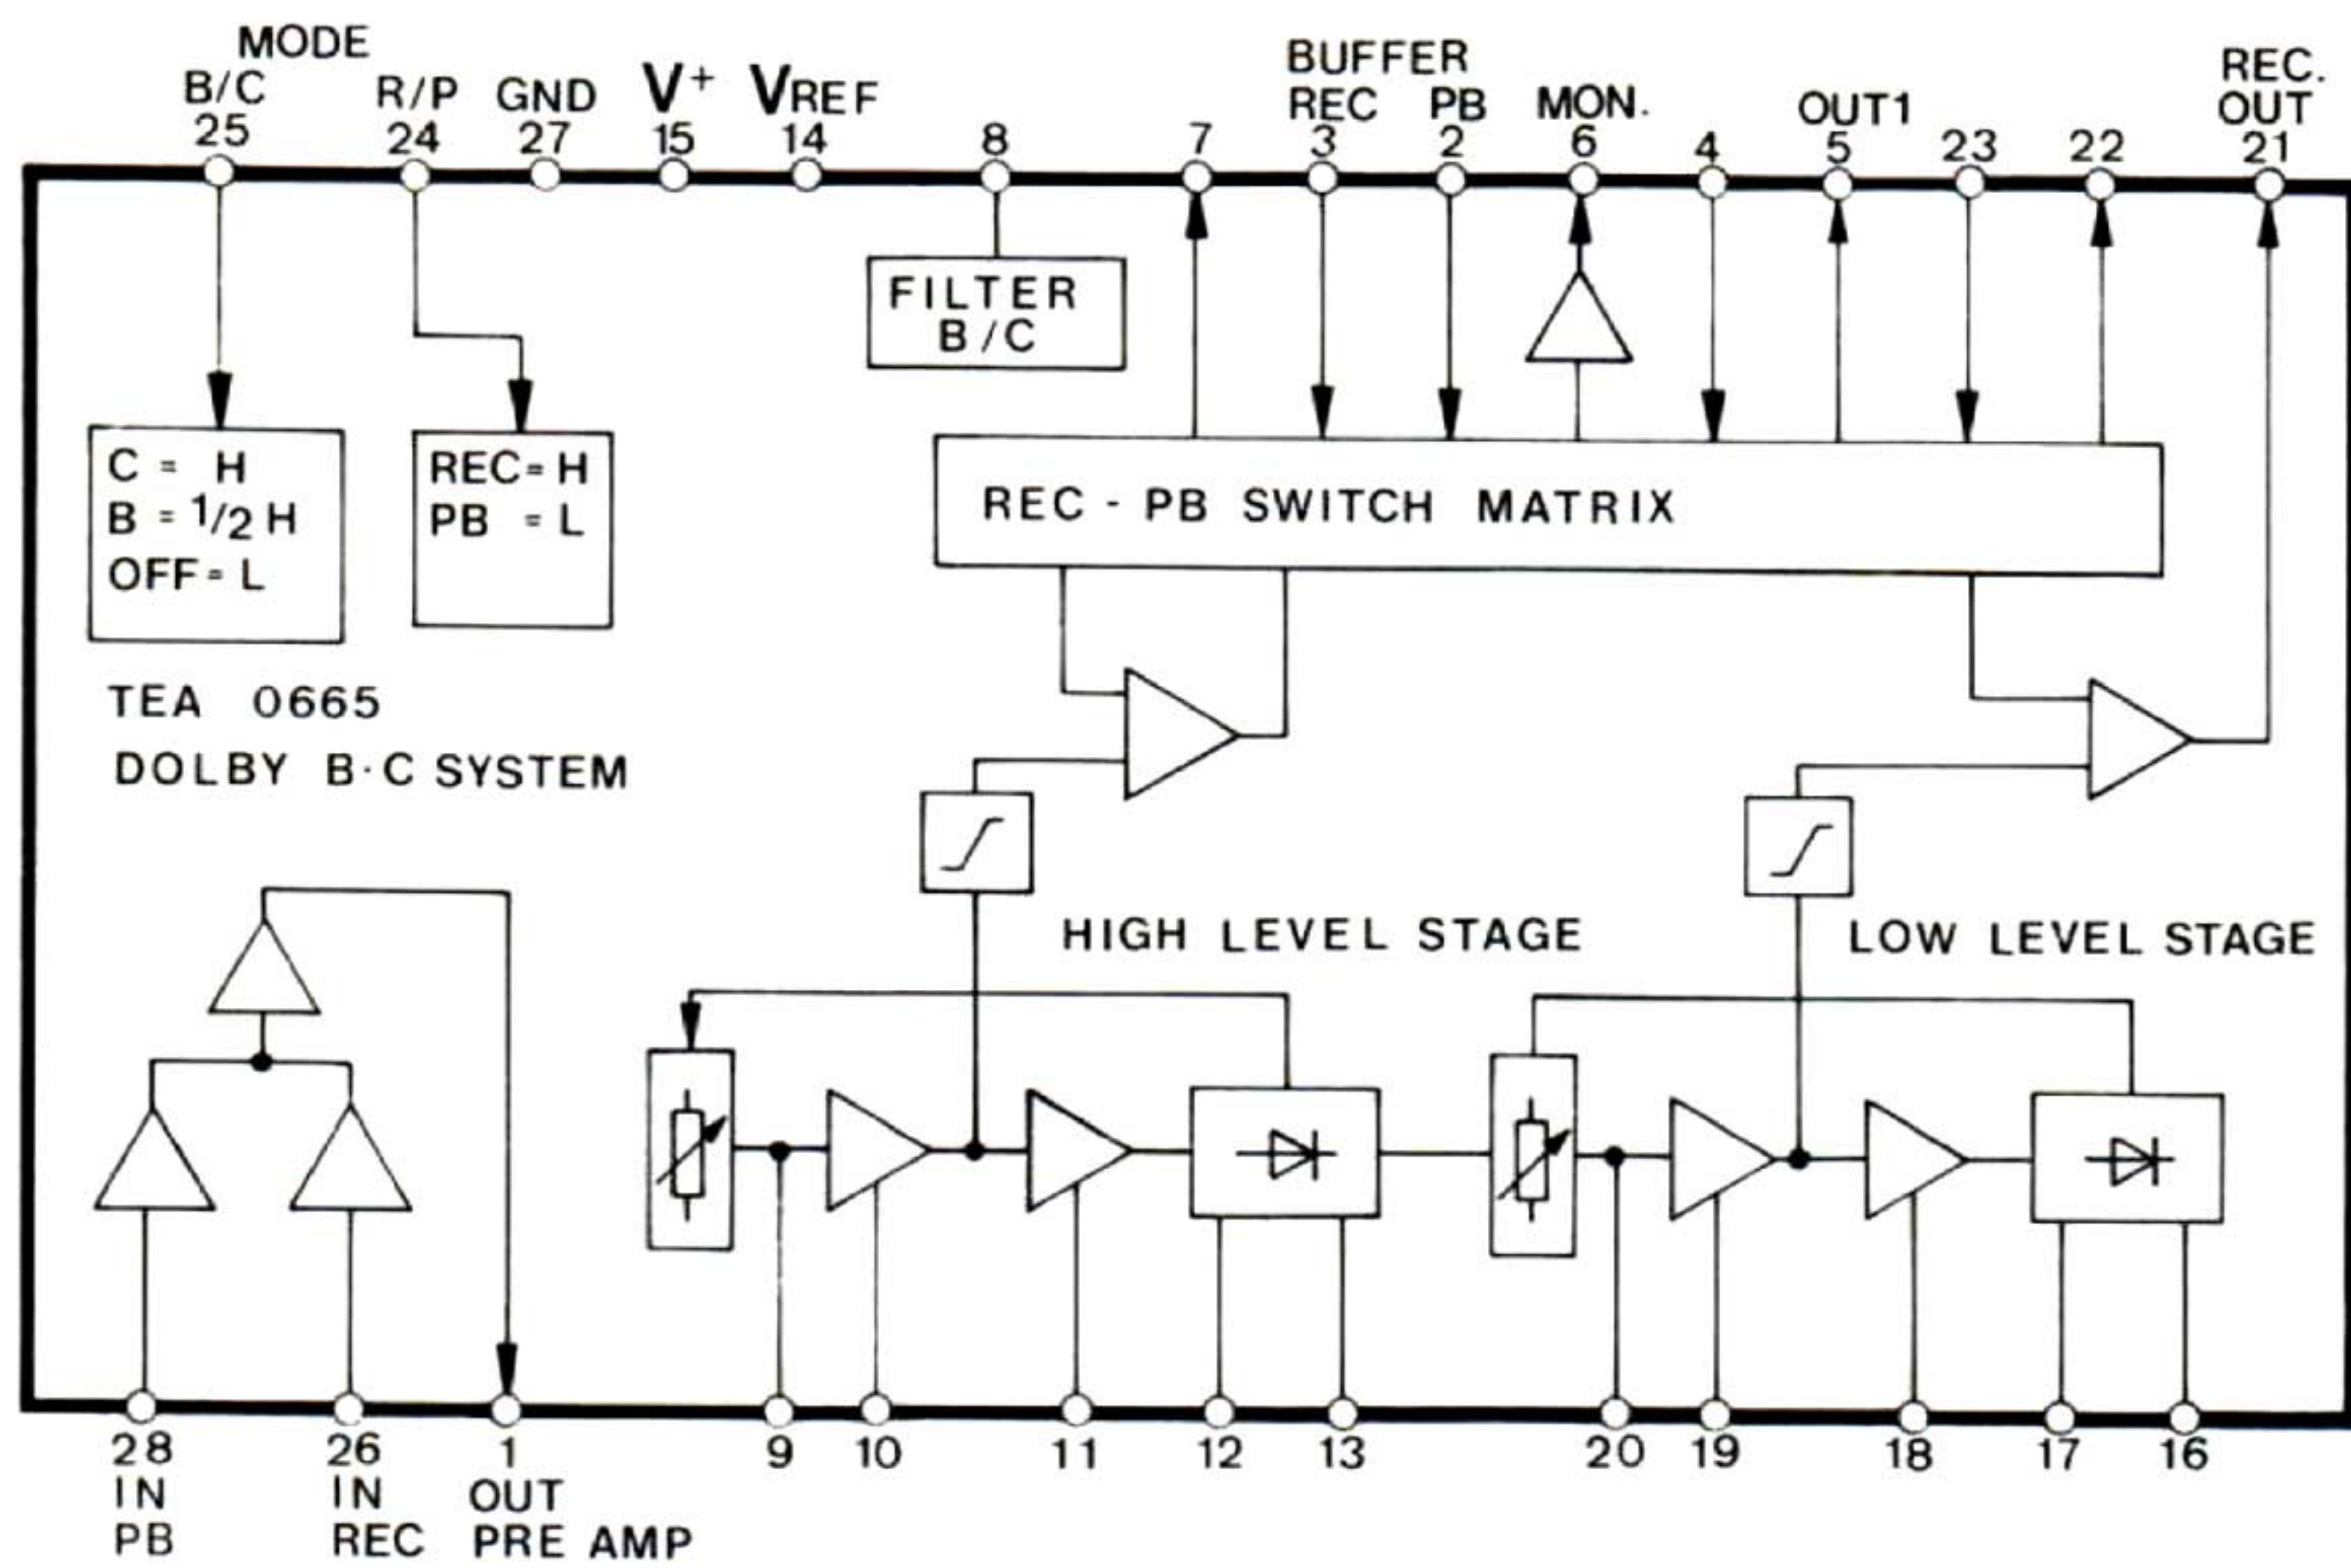 MODE
B/C R/P GND V+ VREF
25 24 27 15 14 8 7
BUFFER
REC PB MON. OUT1
3 2 6 4 5 23 22
REC.
OUT
21
FILTER
B/C
C = H
B = 1/2 H
OFF = L
REC = H
PB = L
REC - PB SWITCH MATRIX
TEA 0665
DOLBY B·C SYSTEM
HIGH LEVEL STAGE
LOW LEVEL STAGE
28 26 1 9 10 11 12 13 20 19 18 17 16
IN IN OUT
PB REC PRE AMP